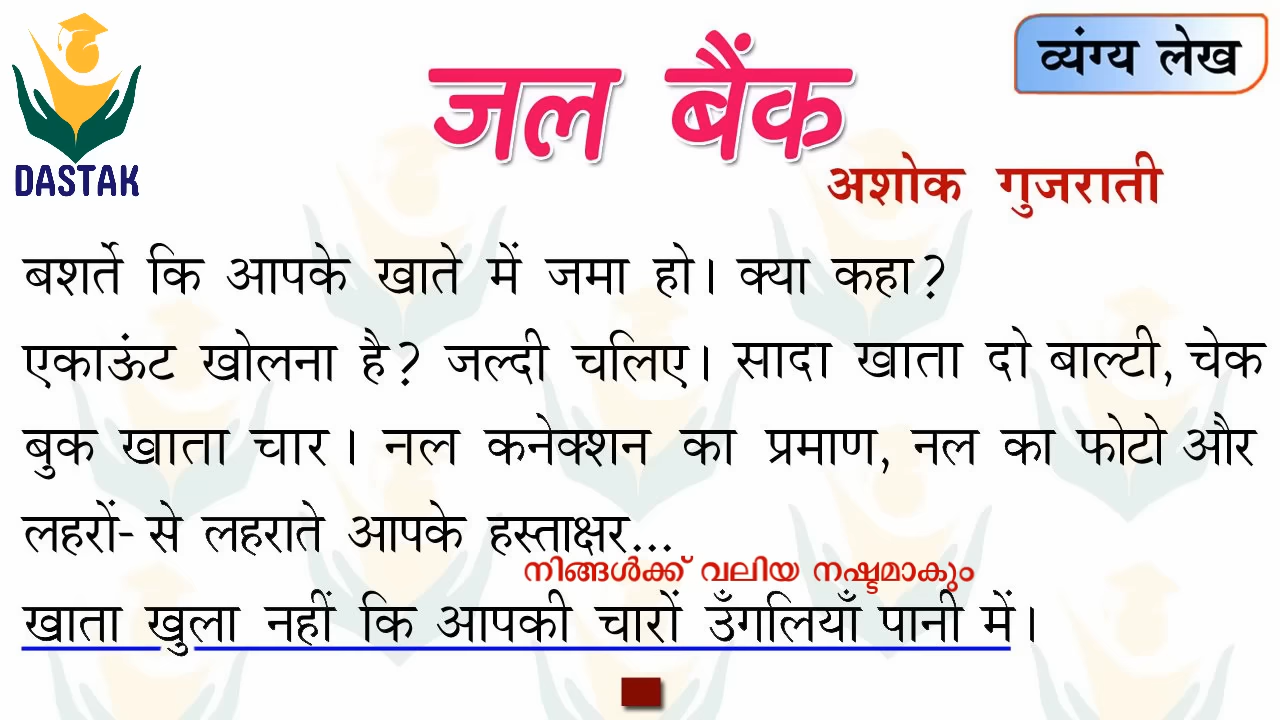 व्यंग्य लेख
जल बैंक
DASTAK
अशोक गुजराती
बशर्ते कि आपके खाते में जमा हो। क्या कहा?
एकाऊंट खोलना है? जल्दी चलिए। सादा खाता दो बाल्टी, चेक
बुक खाता चार। नल कनेक्शन का प्रमाण, नल का फोटो और
लहरों- से लहराते आपके हस्ताक्षर...
നിങ്ങൾക്ക് വലിയ നഷ്ടമാകും
खाता खुला नहीं कि आपकी चारों उँगलियाँ पानी में।